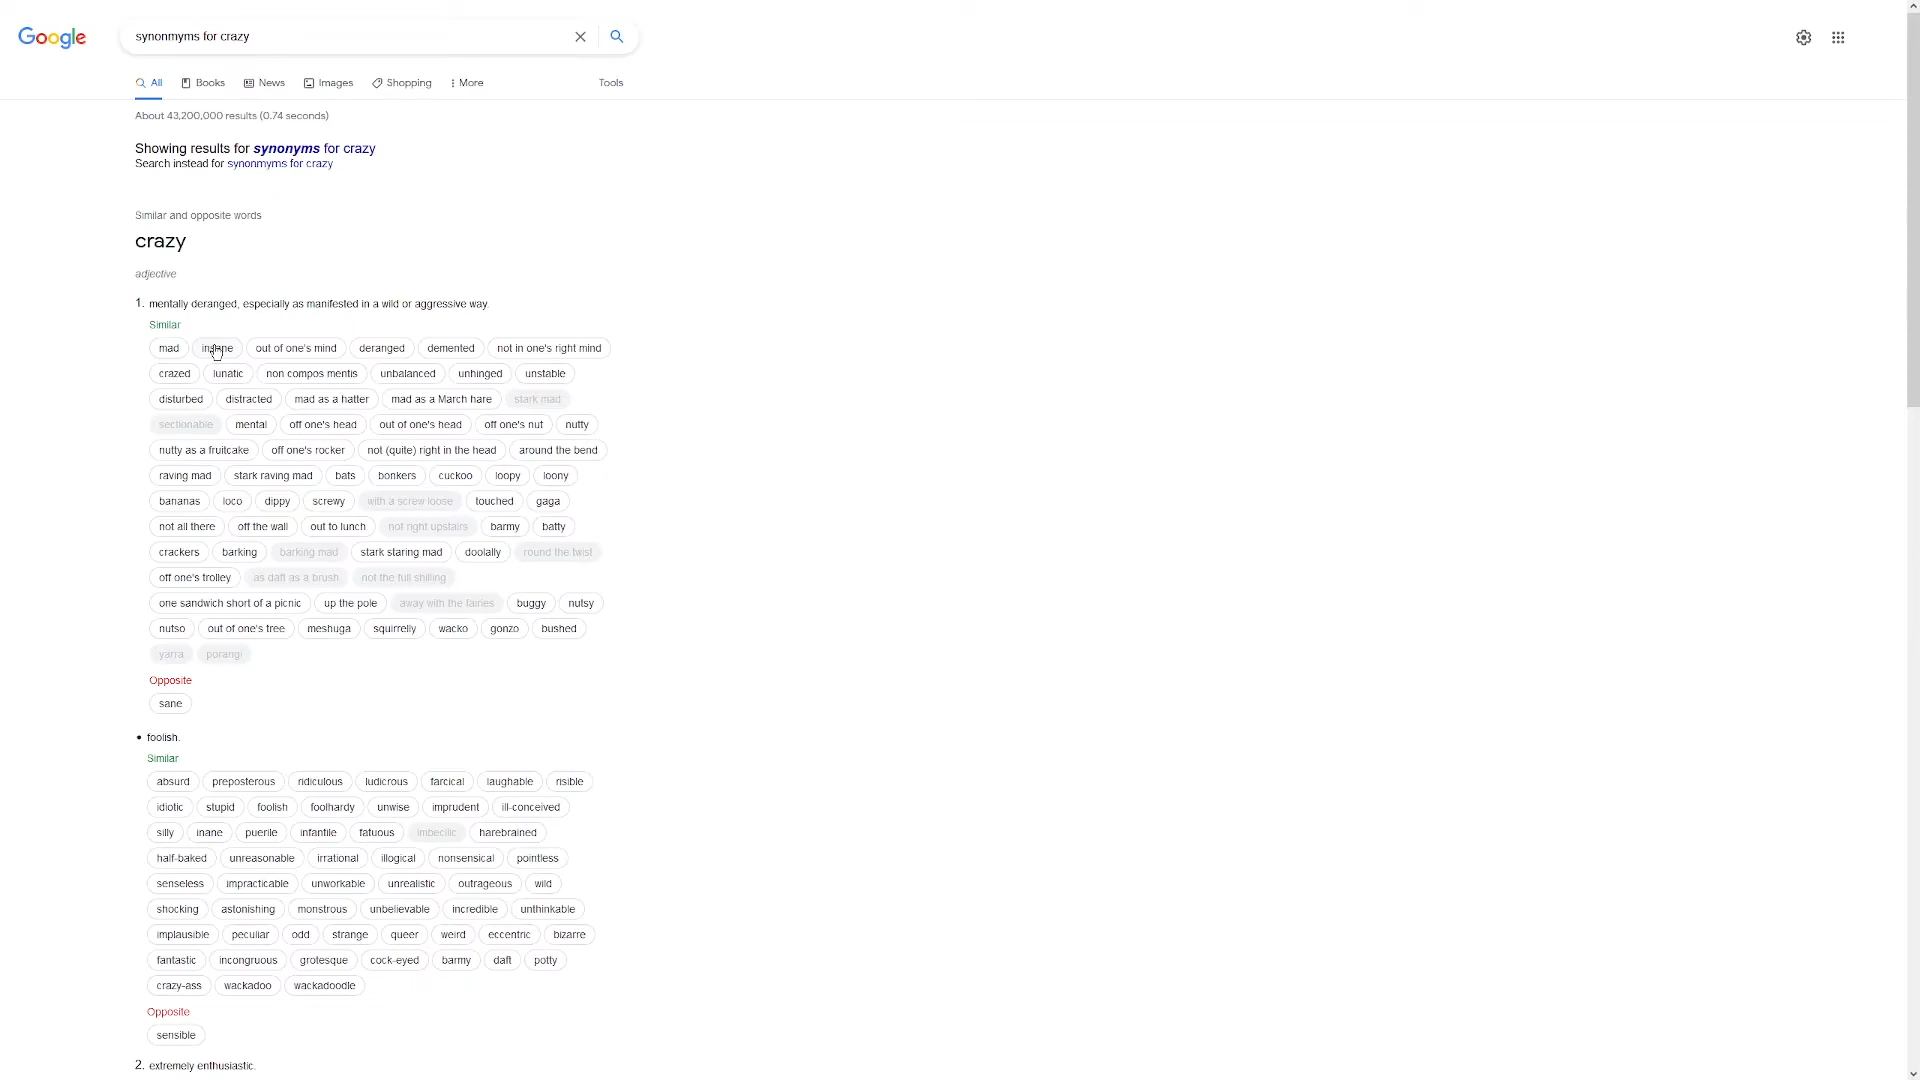 Google
synonmyms for crazy
All Books News Images Shopping More Tools
About 43,200,000 results (0.74 seconds)
Showing results for synonyms for crazy
Search instead for synonmyms for crazy
Similar and opposite words
crazy
adjective
1. mentally deranged, especially as manifested in a wild or aggressive way.
Similar
mad insane out of one's mind deranged demented not in one's right mind
crazed lunatic non compos mentis unbalanced unhinged unstable
disturbed distracted mad as a hatter mad as a March hare stark mad
sectionable mental off one's head out of one's head off one's nut nutty
nutty as a fruitcake off one's rocker not (quite) right in the head around the bend
raving mad stark raving mad bats bonkers cuckoo loopy loony
bananas loco dippy screwy with a screw loose touched gaga
not all there off the wall out to lunch not right upstairs barmy batty
crackers barking barking mad stark staring mad doolally round the twist
off one's trolley as daft as a brush not the full shilling
one sandwich short of a picnic up the pole away with the fairies buggy nutsy
nutso out of one's tree meshuga squirrelly wacko gonzo bushed
yarra porangi
Opposite
sane
• foolish.
Similar
absurd preposterous ridiculous ludicrous farcical laughable risible
idiotic stupid foolish foolhardy unwise imprudent ill-conceived
silly inane puerile infantile fatuous imbecilic harebrained
half-baked unreasonable irrational illogical nonsensical pointless
senseless impracticable unworkable unrealistic outrageous wild
shocking astonishing monstrous unbelievable incredible unthinkable
implausible peculiar odd strange queer weird eccentric bizarre
fantastic incongruous grotesque cock-eyed barmy daft potty
crazy-ass wackadoo wackadoodle
Opposite
sensible
2. extremely enthusiastic.